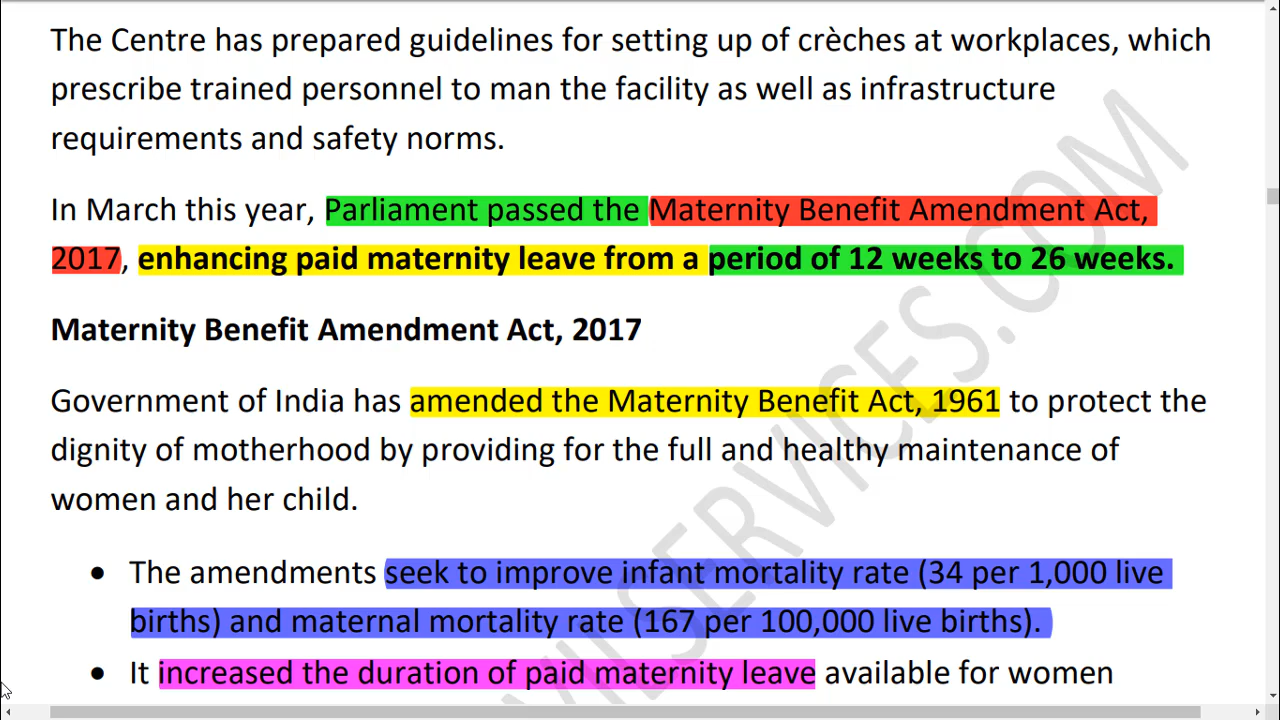 The Centre has prepared guidelines for setting up of crèches at workplaces, which
prescribe trained personnel to man the facility as well as infrastructure
requirements and safety norms.
In March this year, Parliament passed the Maternity Benefit Amendment Act,
2017, enhancing paid maternity leave from a period of 12 weeks to 26 weeks.
Maternity Benefit Amendment Act, 2017
Government of India has amended the Maternity Benefit Act, 1961 to protect the
dignity of motherhood by providing for the full and healthy maintenance of
women and her child.
• The amendments seek to improve infant mortality rate (34 per 1,000 live
births) and maternal mortality rate (167 per 100,000 live births).
• It increased the duration of paid maternity leave available for women
VILSERVICES.COM